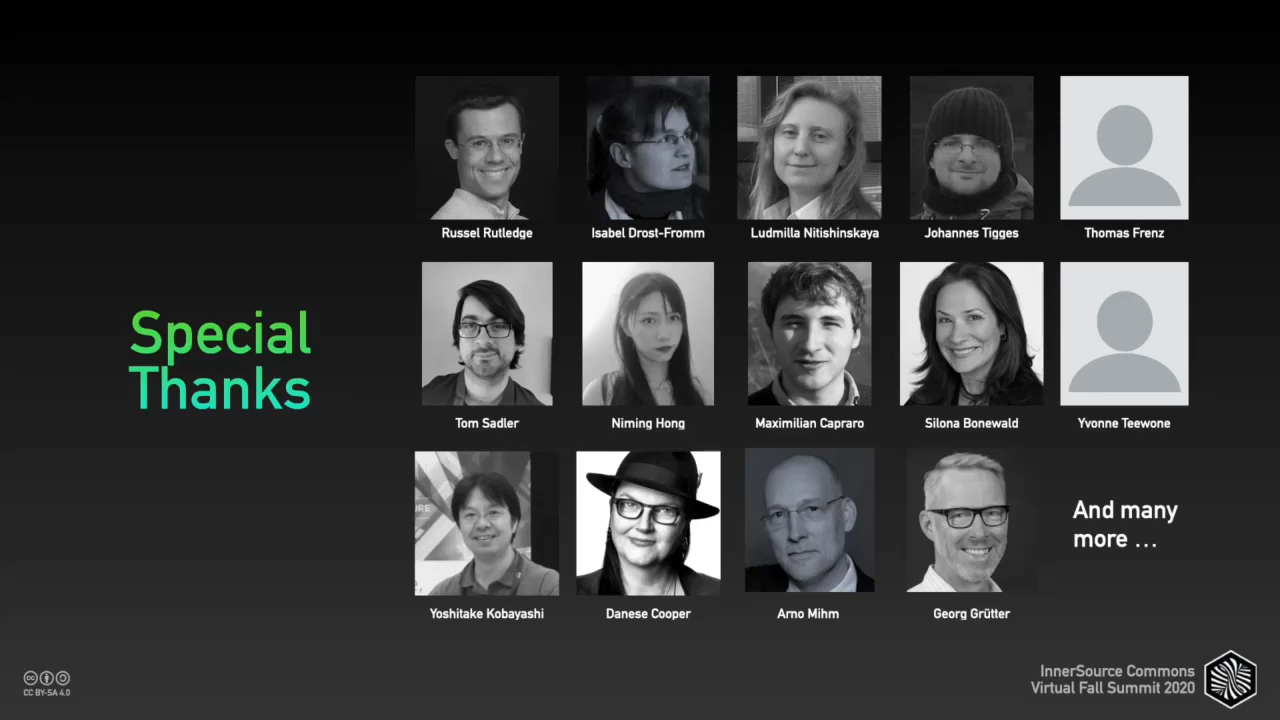 Special
Thanks
Russel Rutledge
Isabel Drost-Fromm
Ludmilla Nitishinskaya
Johannes Tigges
Thomas Frenz
Tom Sadler
Niming Hong
Maximilian Capraro
Silona Bonewald
Yvonne Teewone
URE
Yoshitake Kobayashi
Danese Cooper
Arno Mihm
Georg Grütter
And many
more ...
CC BY-SA 4.0
InnerSource Commons
Virtual Fall Summit 2020